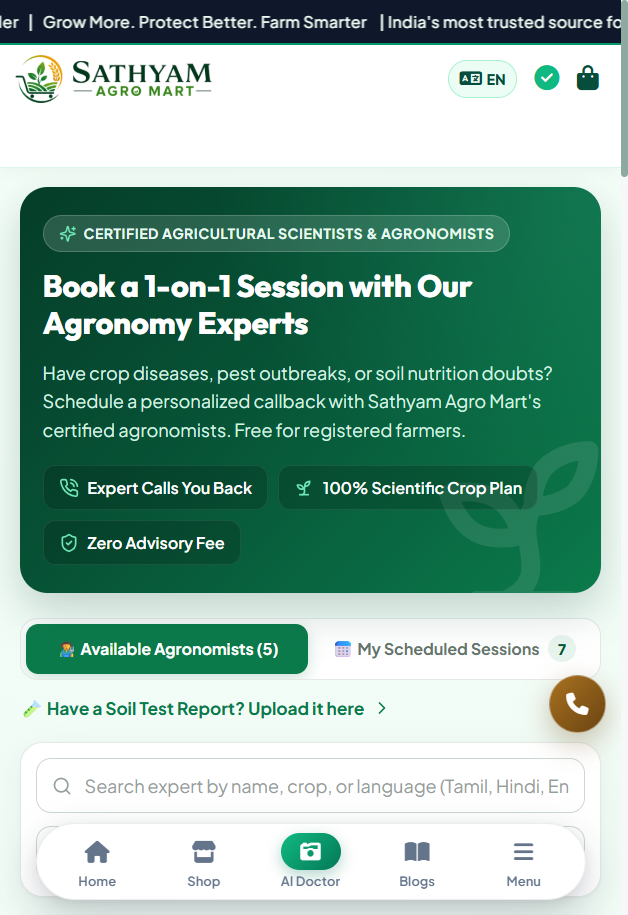 ler | Grow More. Protect Better. Farm Smarter | India's most trusted source fo
SATHYAM
AGRO MART
EN
CERTIFIED AGRICULTURAL SCIENTISTS & AGRONOMISTS
Book a 1-on-1 Session with Our
Agronomy Experts
Have crop diseases, pest outbreaks, or soil nutrition doubts?
Schedule a personalized callback with Sathyam Agro Mart's
certified agronomists. Free for registered farmers.
Expert Calls You Back
100% Scientific Crop Plan
Zero Advisory Fee
Available Agronomists (5)
My Scheduled Sessions 7
Have a Soil Test Report? Upload it here
Search expert by name, crop, or language (Tamil, Hindi, En
Home
Shop
AI Doctor
Blogs
Menu